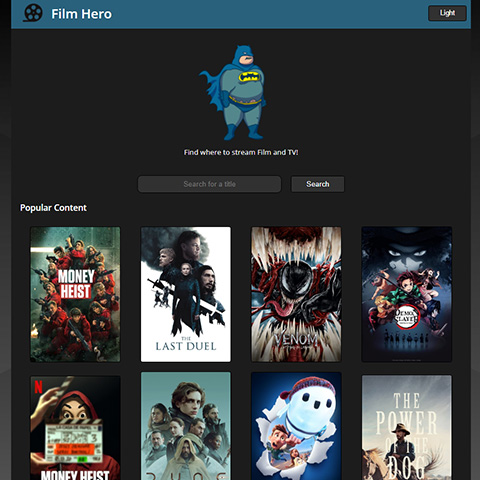 Film Hero
Light
Find where to stream Film and TV!
Search for a title
Search
Popular Content
MONEY
HEIST
THE
LAST DUEL
VENOM
DEMON
SLAYER
N
MONEY HEIST
DUNE
THE
POWER
OF THE
DOG